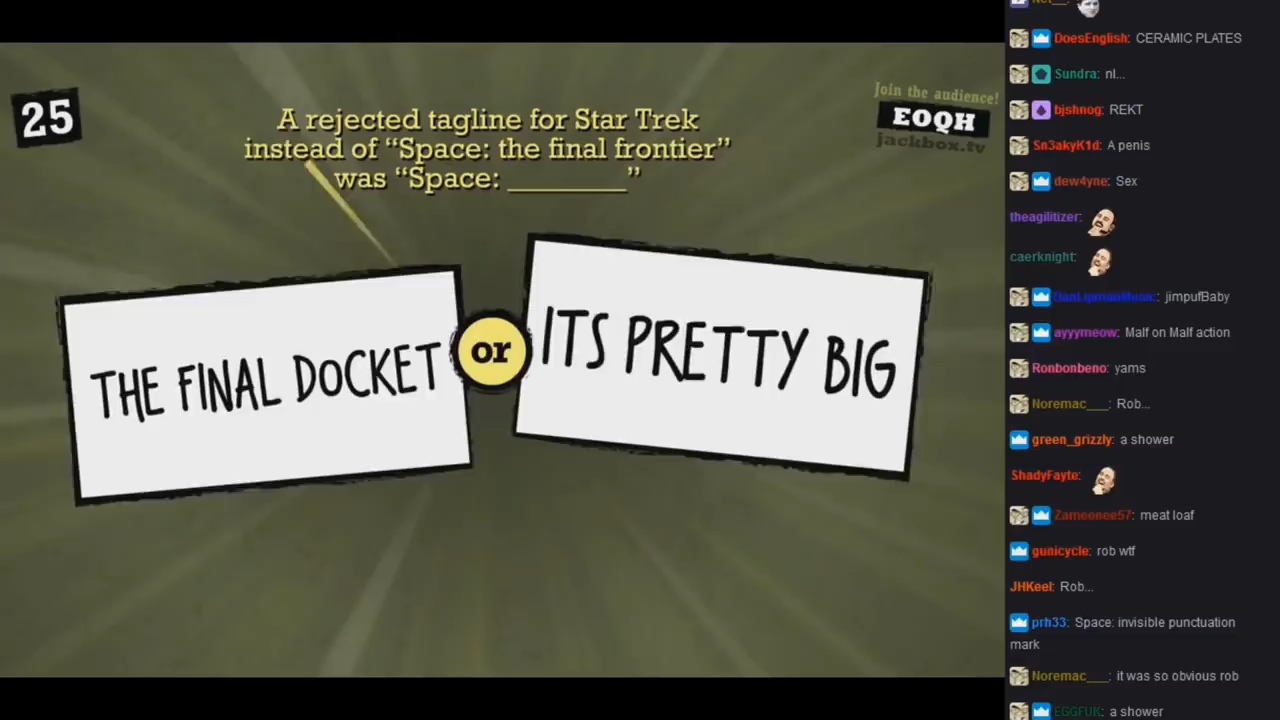 25
A rejected tagline for Star Trek
instead of “Space: the final frontier”
was “Space: ________”
Join the audience!
EOQH
jackbox.tv
THE FINAL DOCKET
or
ITS PRETTY BIG
DoesEnglish: CERAMIC PLATES
Sundra: nl...
bjshnog: REKT
Sn3akyK1d: A penis
dew4yne: Sex
theagilitizer:
caerknight:
jimpufBaby
ayyymeow: Malf on Malf action
Ronbonbeno: yams
Noremac___: Rob...
green_grizzly: a shower
ShadyFayte:
Zameonee57: meat loaf
gunicycle: rob wtf
JHKeel: Rob...
prh33: Space: invisible punctuation
mark
Noremac___: it was so obvious rob
EGGFUK: a shower